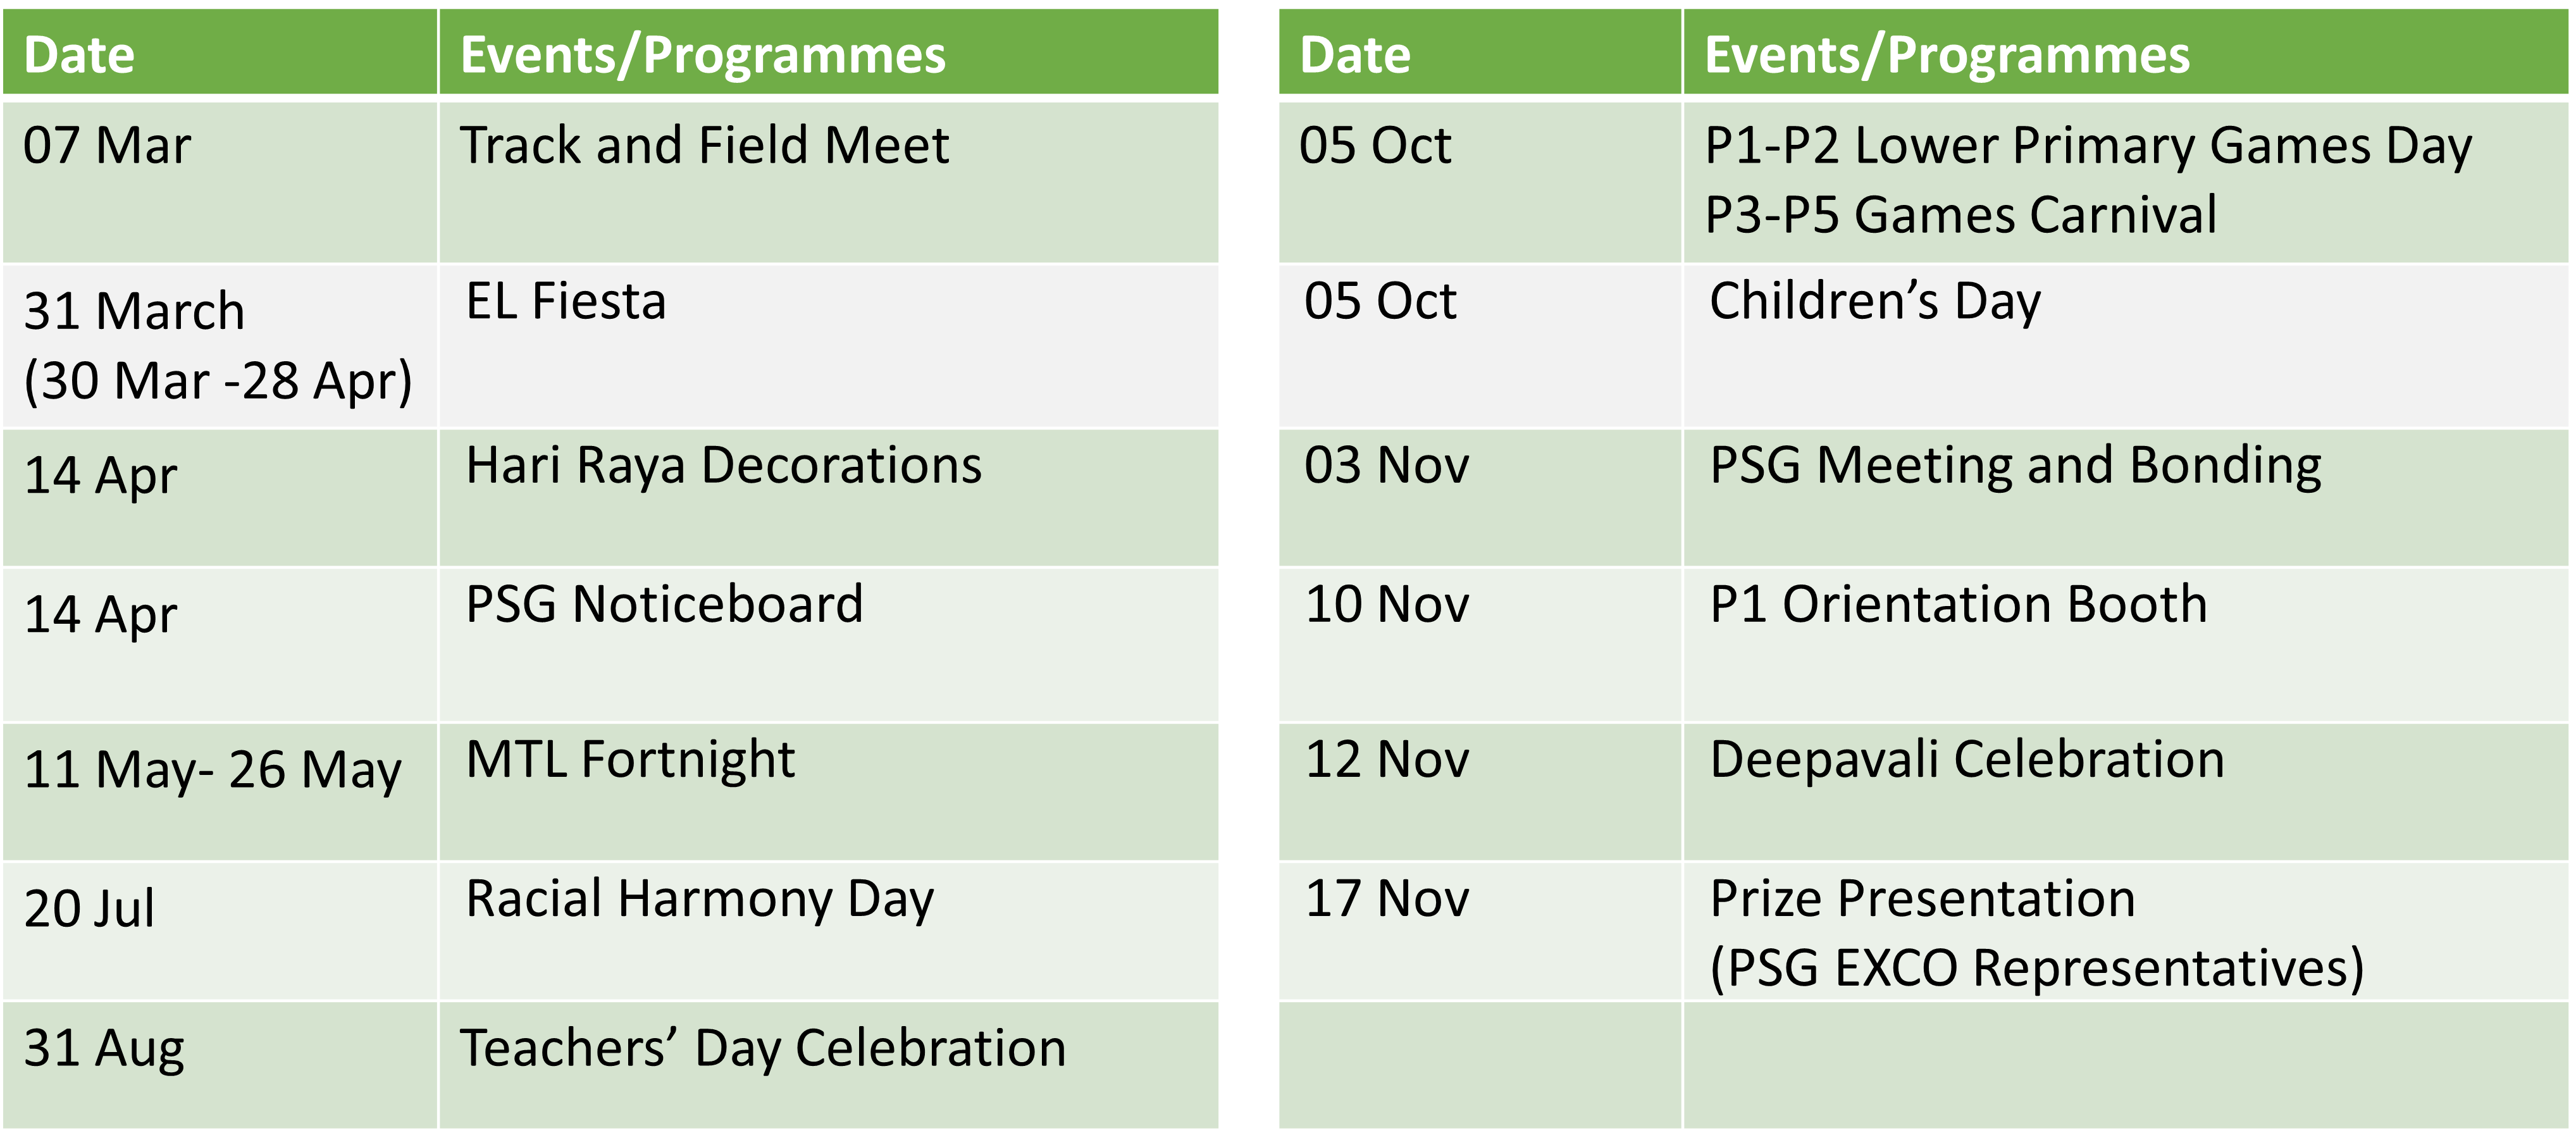 Date Events/Programmes
07 Mar Track and Field Meet
31 March EL Fiesta
(30 Mar -28 Apr)
14 Apr Hari Raya Decorations
14 Apr PSG Noticeboard
11 May- 26 May MTL Fortnight
20 Jul Racial Harmony Day
31 Aug Teachers’ Day Celebration
Date Events/Programmes
05 Oct P1-P2 Lower Primary Games Day
P3-P5 Games Carnival
05 Oct Children’s Day
03 Nov PSG Meeting and Bonding
10 Nov P1 Orientation Booth
12 Nov Deepavali Celebration
17 Nov Prize Presentation
(PSG EXCO Representatives)